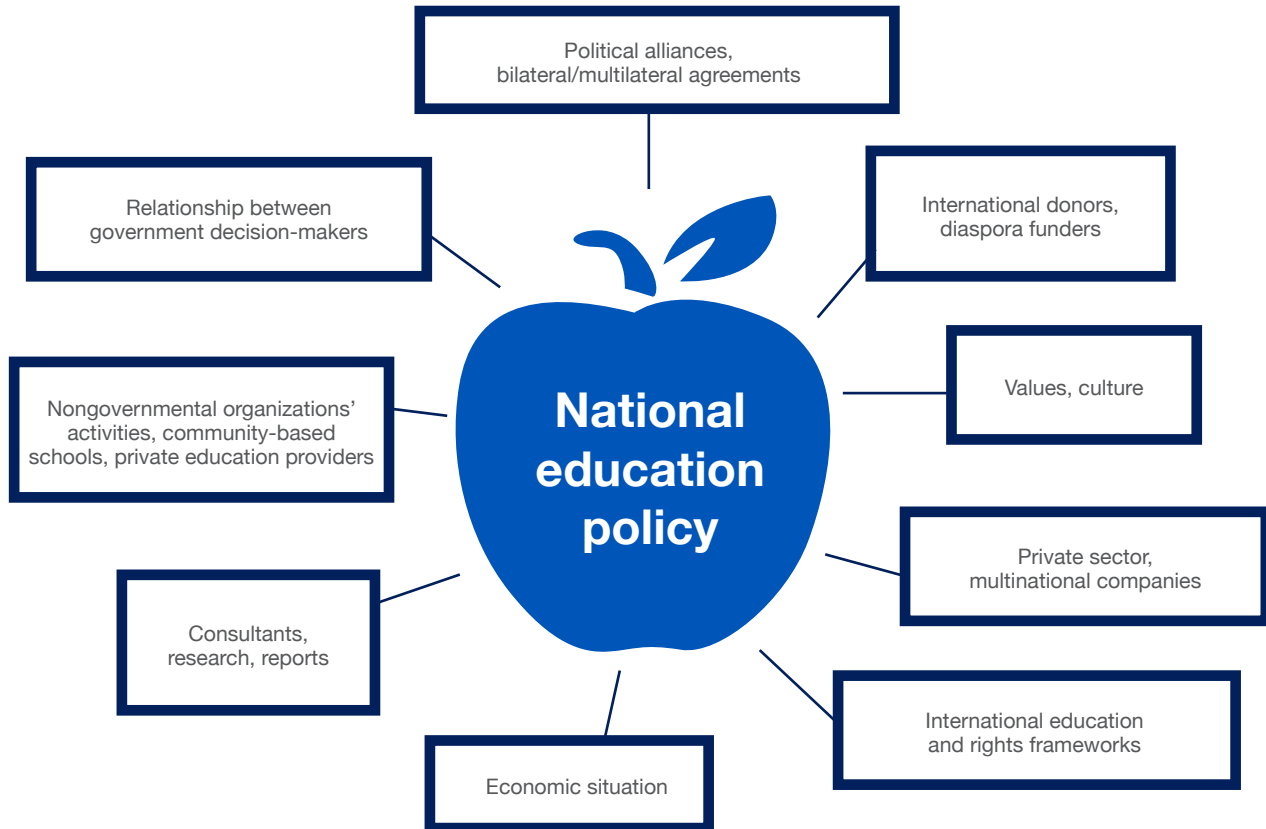 Political alliances,
bilateral/multilateral agreements
Relationship between
government decision-makers
International donors,
diaspora funders
Nongovernmental organizations’
activities, community-based
schools, private education providers
National
education
policy
Values, culture
Private sector,
multinational companies
Consultants,
research, reports
International education
and rights frameworks
Economic situation